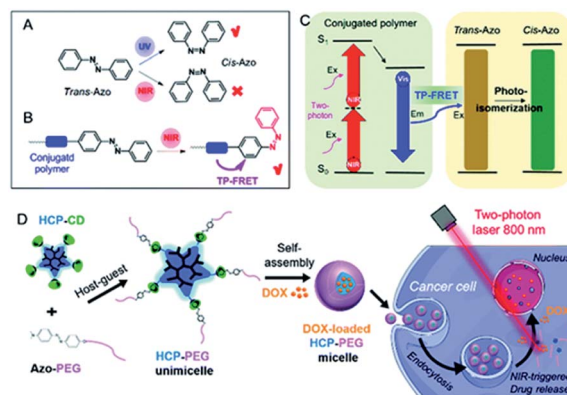 A
UV
NIR
Trans-Azo
Cis-Azo
B
NIR
Conjugatd
polymer
TP-FRET
C
Conjugated polymer
S1
Ex
Two-
photon
NIR
Ex
NIR
S0
Vis
TP-FRET
Em
Ex
Trans-Azo
Cis-Azo
Photo-
isomerization
D
HCP-CD
Host-guest
+
Azo-PEG
HCP-PEG
unimicelle
Self-
assembly
DOX
DOX-loaded
HCP-PEG
micelle
Two-photon
laser 800 nm
Nucleus
Cancer cell
DOX
Endocytosis
NIR-triggered
Drug release